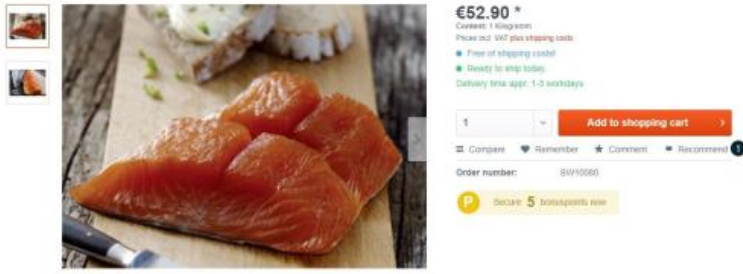 €52.90 *
Content: 1 Kilogramm
Prices incl. VAT plus shipping costs
Free of shipping costs!
Ready to ship today,
Delivery time appr. 1-3 workdays
1
Add to shopping cart
Compare Remember Comment Recommend 1
Order number: SW10080
P Secure 5 bonuspoints now